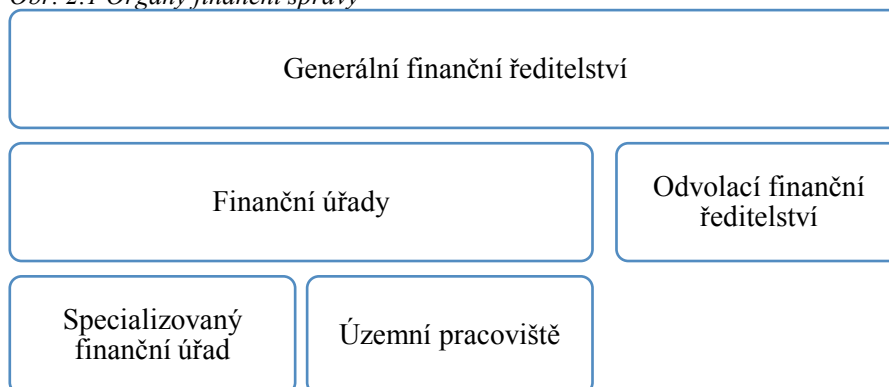 Obr. 2.1 Orgány finanční správy
Generální finanční ředitelství
Finanční úřady
Odvolací finanční
ředitelství
Specializovaný
finanční úřad
Územní pracoviště